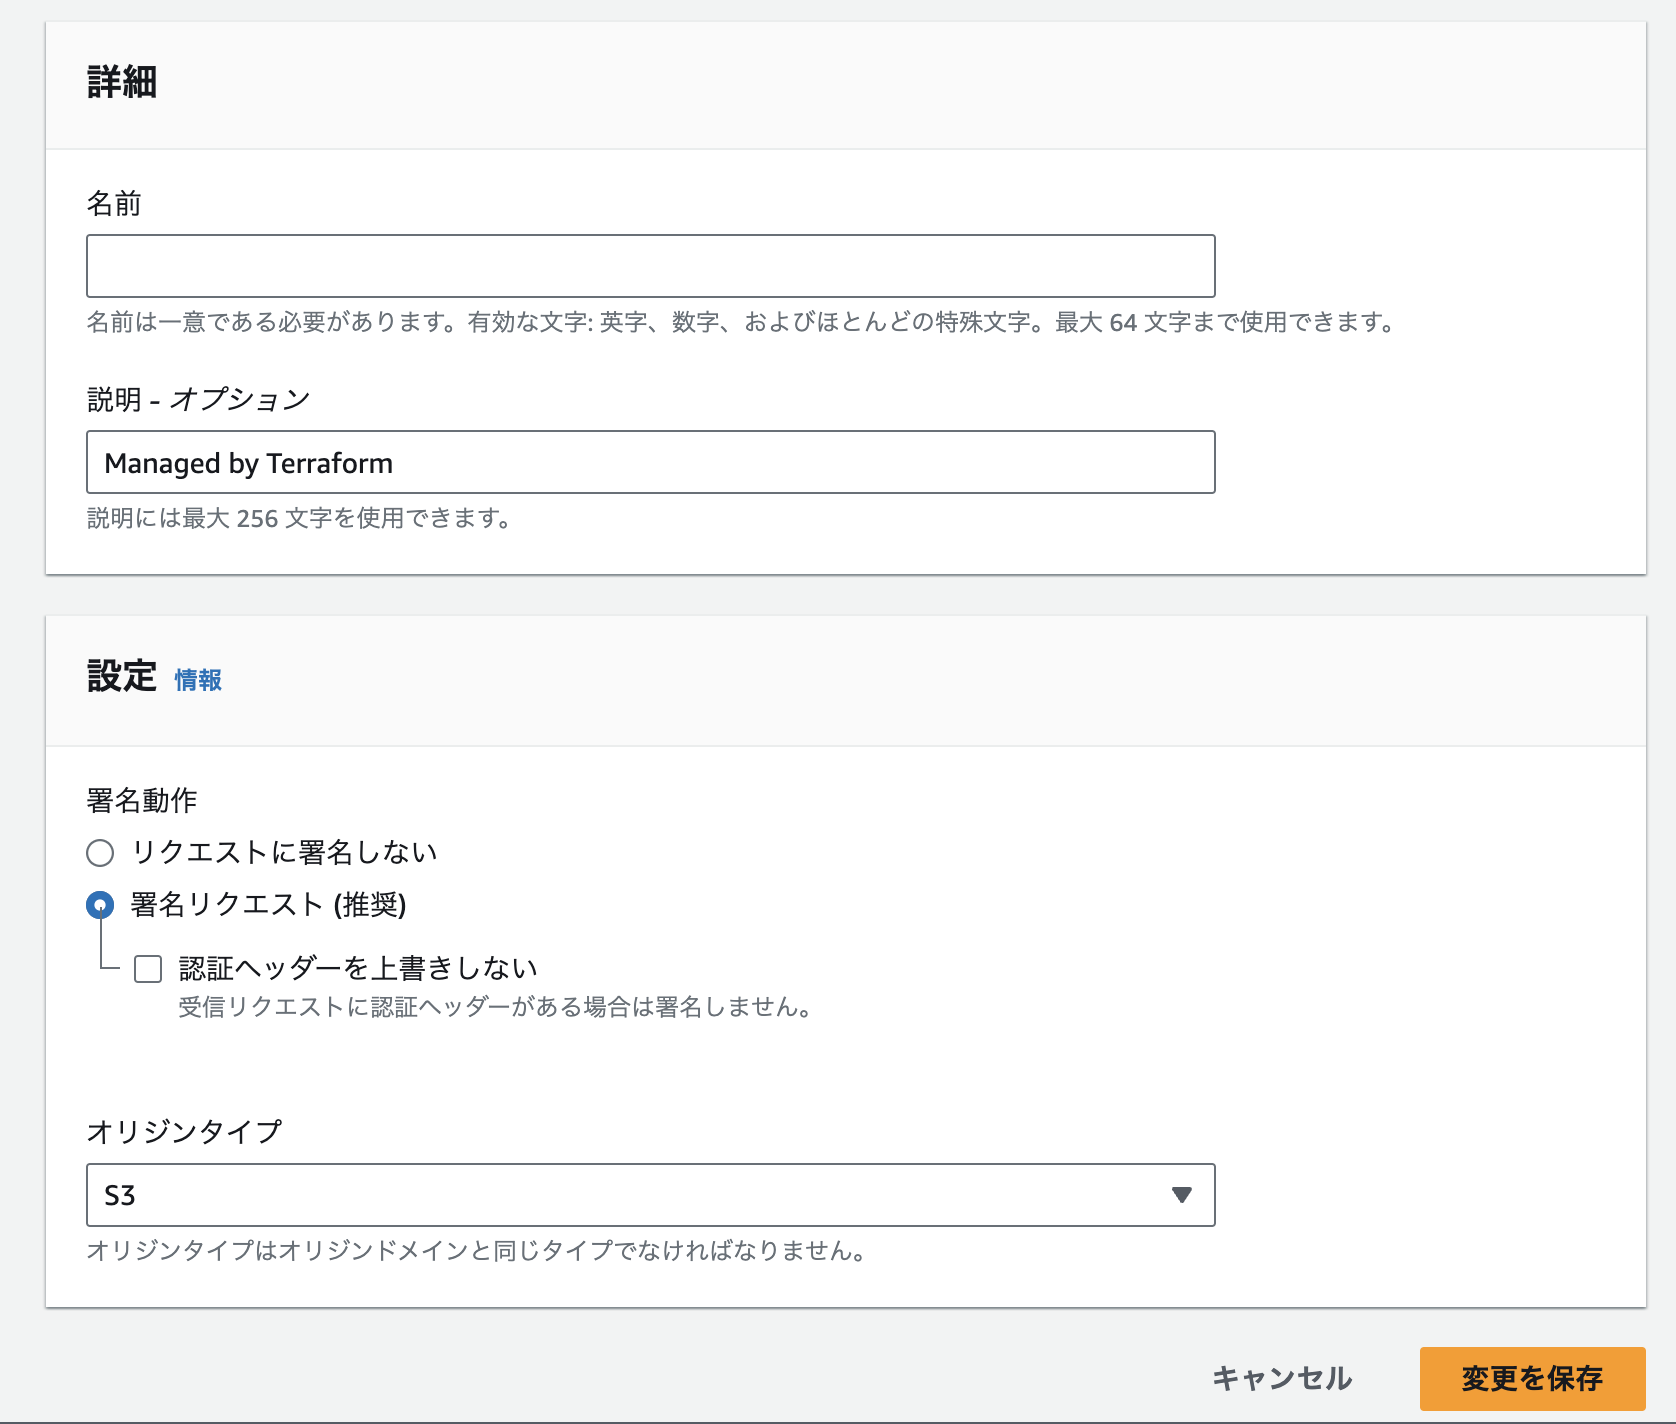 詳細
名前
名前は一意である必要があります。有効な文字: 英字、数字、およびほとんどの特殊文字。最大 64 文字まで使用できます。
説明 - オプション
Managed by Terraform
説明には最大 256 文字を使用できます。
設定 情報
署名動作
リクエストに署名しない
署名リクエスト (推奨)
認証ヘッダーを上書きしない
受信リクエストに認証ヘッダーがある場合は署名しません。
オリジンタイプ
S3
オリジンタイプはオリジンドメインと同じタイプでなければなりません。
キャンセル 変更を保存